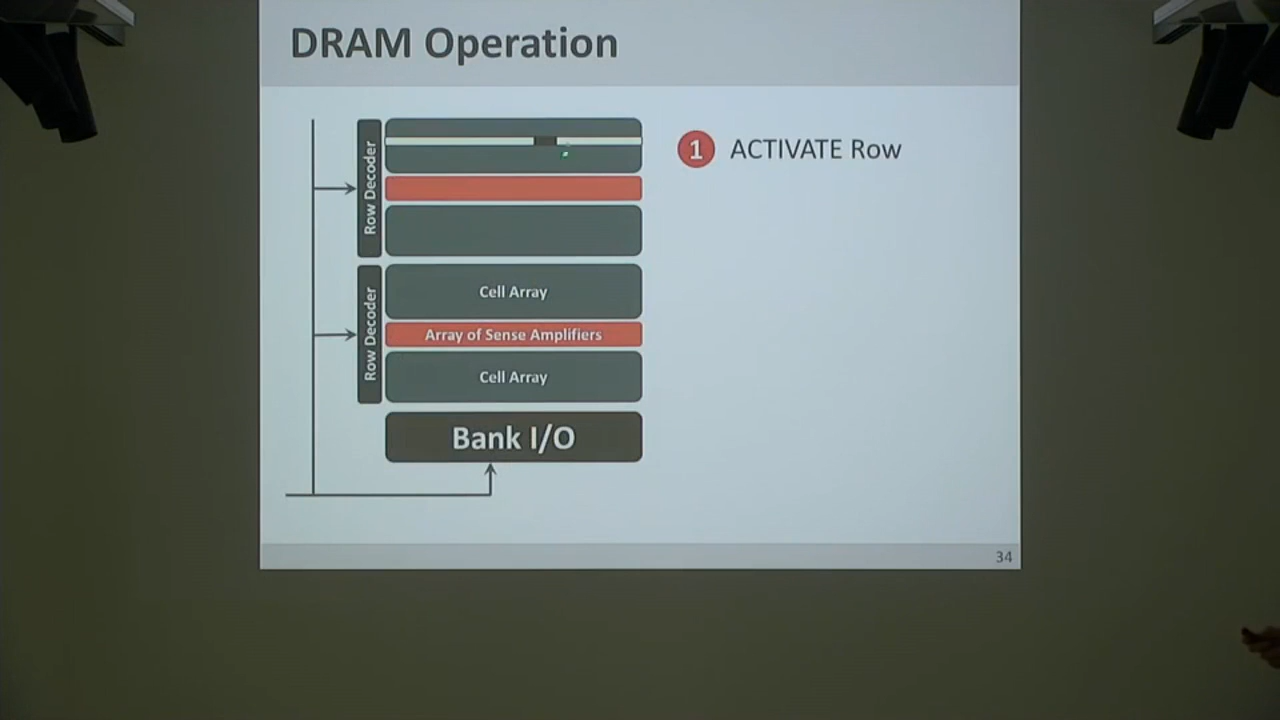 DRAM Operation
Row Decoder
1 ACTIVATE Row
Row Decoder
Cell Array
Array of Sense Amplifiers
Cell Array
Bank I/O
34